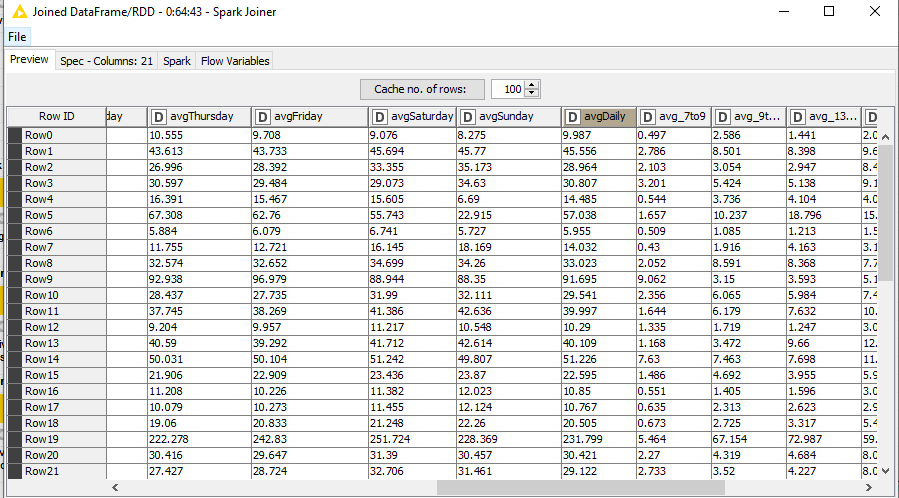 Joined DataFrame/RDD - 0:64:43 - Spark Joiner
File
Preview Spec - Columns: 21 Spark Flow Variables
Cache no. of rows: 100
Row ID day D avgThursday D avgFriday D avgSaturday D avgSunday D avgDaily D avg_7to9 D avg_9t... D avg_13... D
Row0 10.555 9.708 9.076 8.275 9.987 0.497 2.586 1.441 2.0
Row1 43.613 43.733 45.694 45.77 45.556 2.786 8.501 8.398 9.6
Row2 26.996 28.392 33.355 35.173 28.964 2.103 3.054 2.947 8.4
Row3 30.597 29.484 29.073 34.63 30.807 3.201 5.424 5.138 9.1
Row4 16.391 15.467 15.605 6.69 14.485 0.544 3.736 4.104 4.0
Row5 67.308 62.76 55.743 22.915 57.038 1.657 10.237 18.796 15.
Row6 5.884 6.079 6.741 5.727 5.955 0.509 1.085 1.213 1.5
Row7 11.755 12.721 16.145 18.169 14.032 0.43 1.916 4.163 3.1
Row8 32.574 32.652 34.699 34.26 33.023 2.052 8.591 8.368 7.7
Row9 92.938 96.979 88.944 88.35 91.695 9.062 3.15 3.593 5.1
Row10 28.437 27.735 31.99 32.111 29.541 2.356 6.065 5.984 7.4
Row11 37.745 38.269 41.386 42.636 39.997 1.644 6.179 7.632 10.
Row12 9.204 9.957 11.217 10.548 10.29 1.335 1.719 1.247 3.0
Row13 40.59 39.292 41.712 42.614 40.109 1.168 3.472 9.66 12.
Row14 50.031 50.104 51.242 49.807 51.226 7.63 7.463 7.698 11.
Row15 21.906 22.909 23.436 23.87 22.595 1.486 4.692 3.955 5.9
Row16 11.208 10.226 11.382 12.023 10.85 0.551 1.405 1.596 3.0
Row17 10.079 10.273 11.455 12.124 10.767 0.635 2.313 2.623 2.9
Row18 19.06 20.833 21.248 22.26 20.505 0.673 2.725 3.317 5.4
Row19 222.278 242.83 251.724 228.369 231.799 5.464 67.154 72.987 59.
Row20 30.416 29.647 31.39 30.457 30.421 2.27 4.319 4.684 8.0
Row21 27.427 28.724 32.706 31.461 29.122 2.733 3.52 4.227 8.0